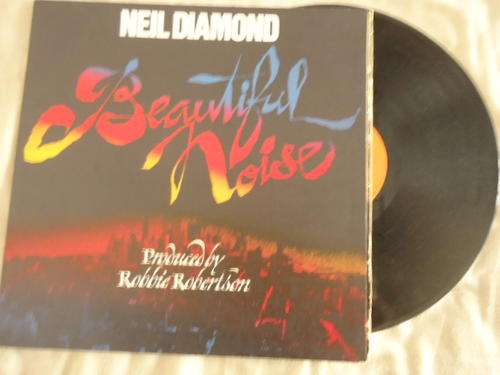 NEIL DIAMOND
Beautiful
Noise
Produced by
Robbie Robertson